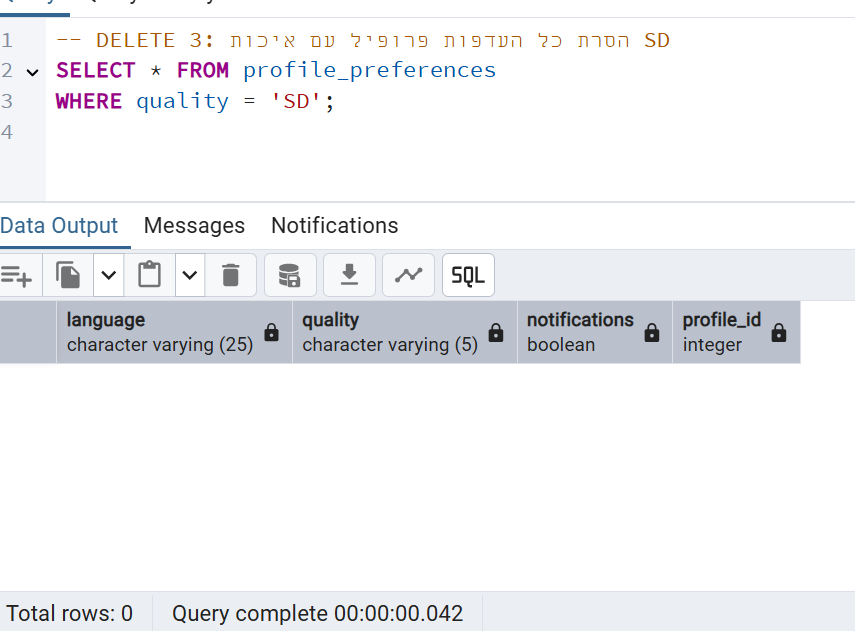 1 -- DELETE 3: הסרת כל העדפות פרופיל עם איכות SD
2 SELECT * FROM profile_preferences
3 WHERE quality = 'SD';
4
Data Output Messages Notifications
SQL
language quality notifications profile_id
character varying (25) character varying (5) boolean integer
Total rows: 0 Query complete 00:00:00.042